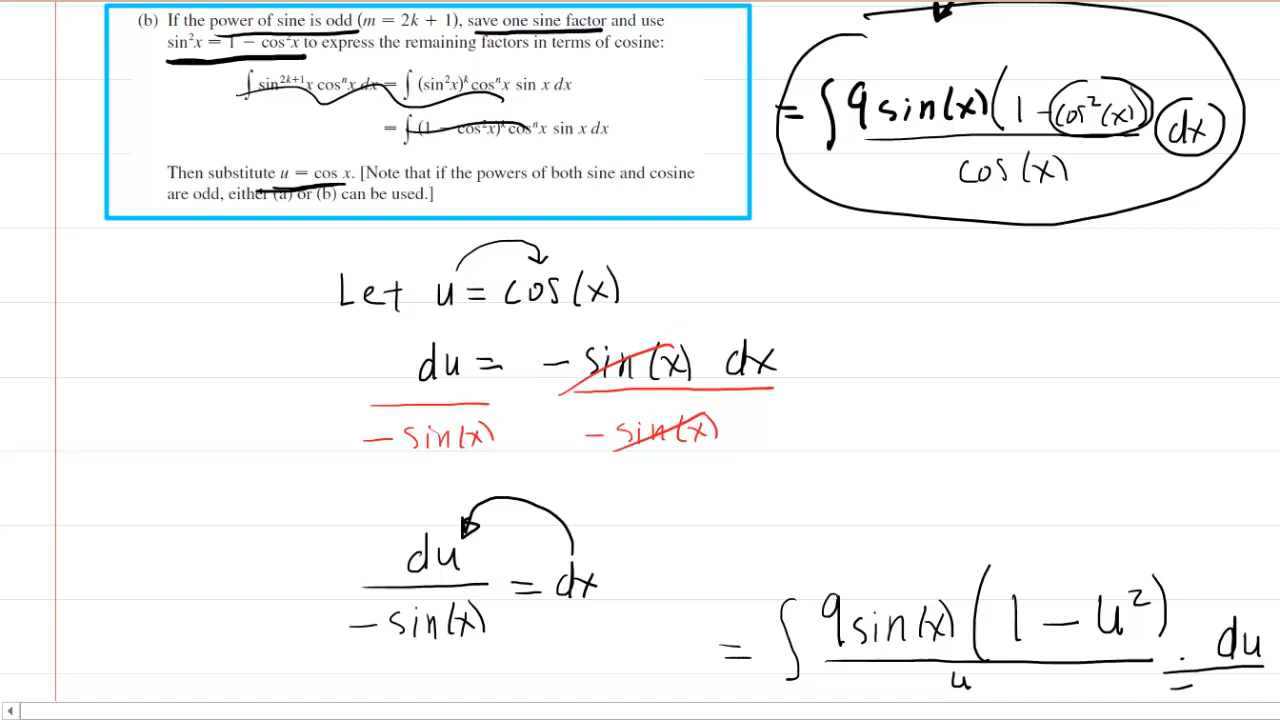 (b) If the power of sine is odd (m = 2k + 1), save one sine factor and use
sin²x = 1 − cos²x to express the remaining factors in terms of cosine:
∫ sin²ᵏ⁺¹x cosⁿx dx = ∫ (sin²x)ᵏ cosⁿx sin x dx
= ∫ (1 − cos²x)ᵏ cosⁿx sin x dx
Then substitute u = cos x. [Note that if the powers of both sine and cosine
are odd, either (a) or (b) can be used.]
= ∫ 9 sin(x) (1 − cos²(x)) dx
cos(x)
Let u = cos(x)
du = − sin(x) dx
− sin(x) − sin(x)
du
= dx
− sin(x)
= ∫ 9 sin(x) (1 − u²) · du
u −